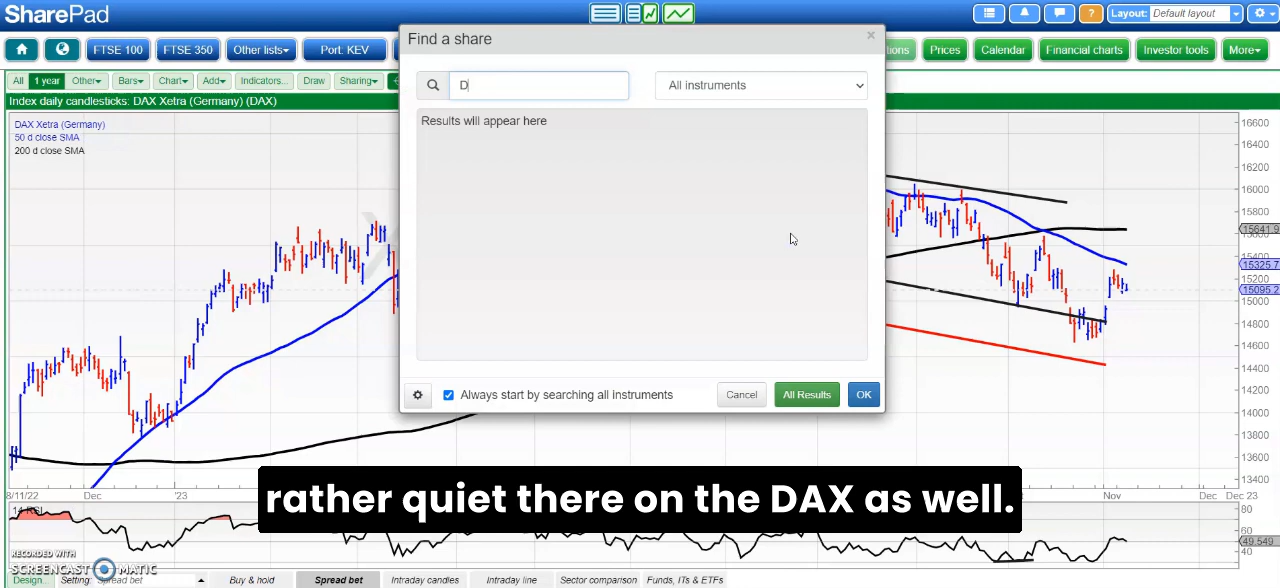 SharePad
?
Layout: Default layout
FTSE 100
FTSE 350
Other lists
Port: KEV
ions
Prices
Calendar
Financial charts
Investor tools
More
All
1 year
Other
Bars
Chart
Add
Indicators...
Draw
Sharing
Index daily candlesticks: DAX Xetra (Germany) (DAX)
DAX Xetra (Germany)
50 d close SMA
200 d close SMA
Find a share
×
D
All instruments
Results will appear here
Always start by searching all instruments
Cancel
All Results
OK
16600
16400
16200
16000
15800
15641.9
15400
15325.7
15200
15095.2
15000
14800
14600
14400
14200
14000
13800
13600
13400
8/11/22
Dec
'23
Nov
Dec
Dec 23
rather quiet there on the DAX as well.
14 RSI
80
60
49.549
40
RECORDED WITH
SCREENCAST MATIC
Design...
Setting: Spread bet
Buy & hold
Spread bet
Intraday candles
Intraday line
Sector comparison
Funds, ITs & ETFs